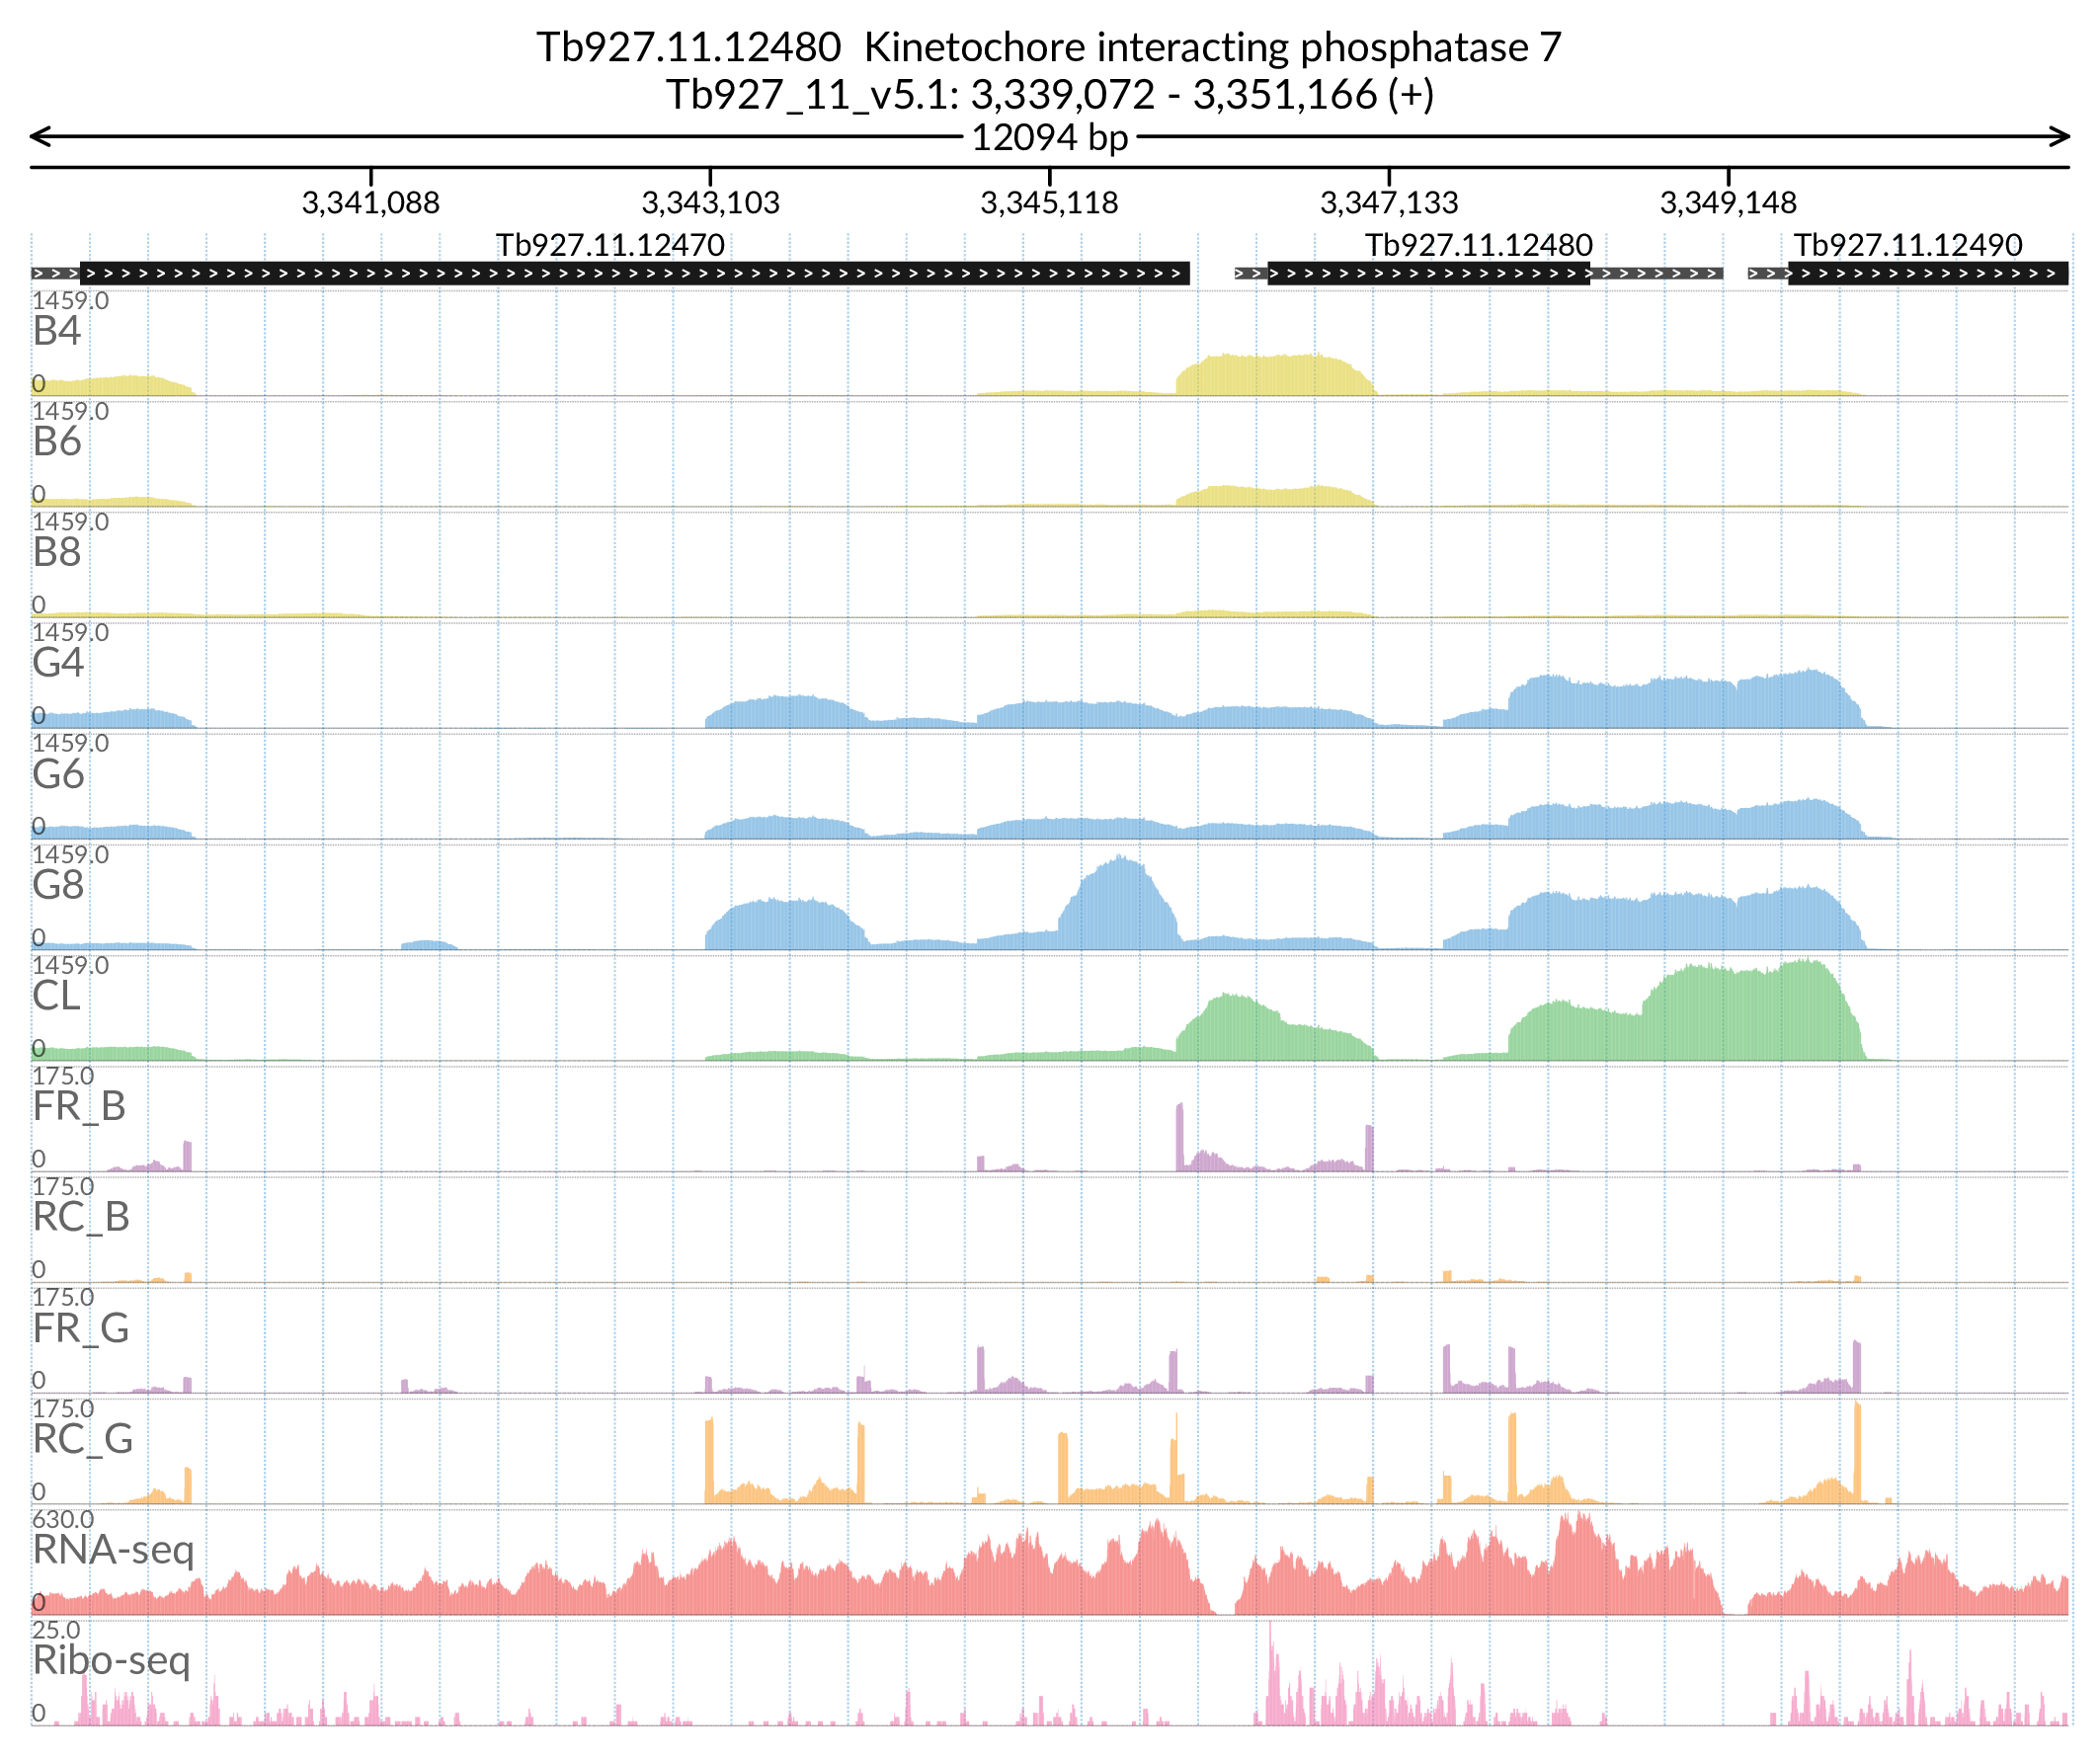 Tb927.11.12480 Kinetochore interacting phosphatase 7
Tb927_11_v5.1: 3,339,072 - 3,351,166 (+)
12094 bp
3,341,088 3,343,103 3,345,118 3,347,133 3,349,148
Tb927.11.12470 Tb927.11.12480 Tb927.11.12490
1459.0
B4
0
1459.0
B6
0
1459.0
B8
0
1459.0
G4
0
1459.0
G6
0
1459.0
G8
0
1459.0
CL
0
175.0
FR_B
0
175.0
RC_B
0
175.0
FR_G
0
175.0
RC_G
0
630.0
RNA-seq
0
25.0
Ribo-seq
0